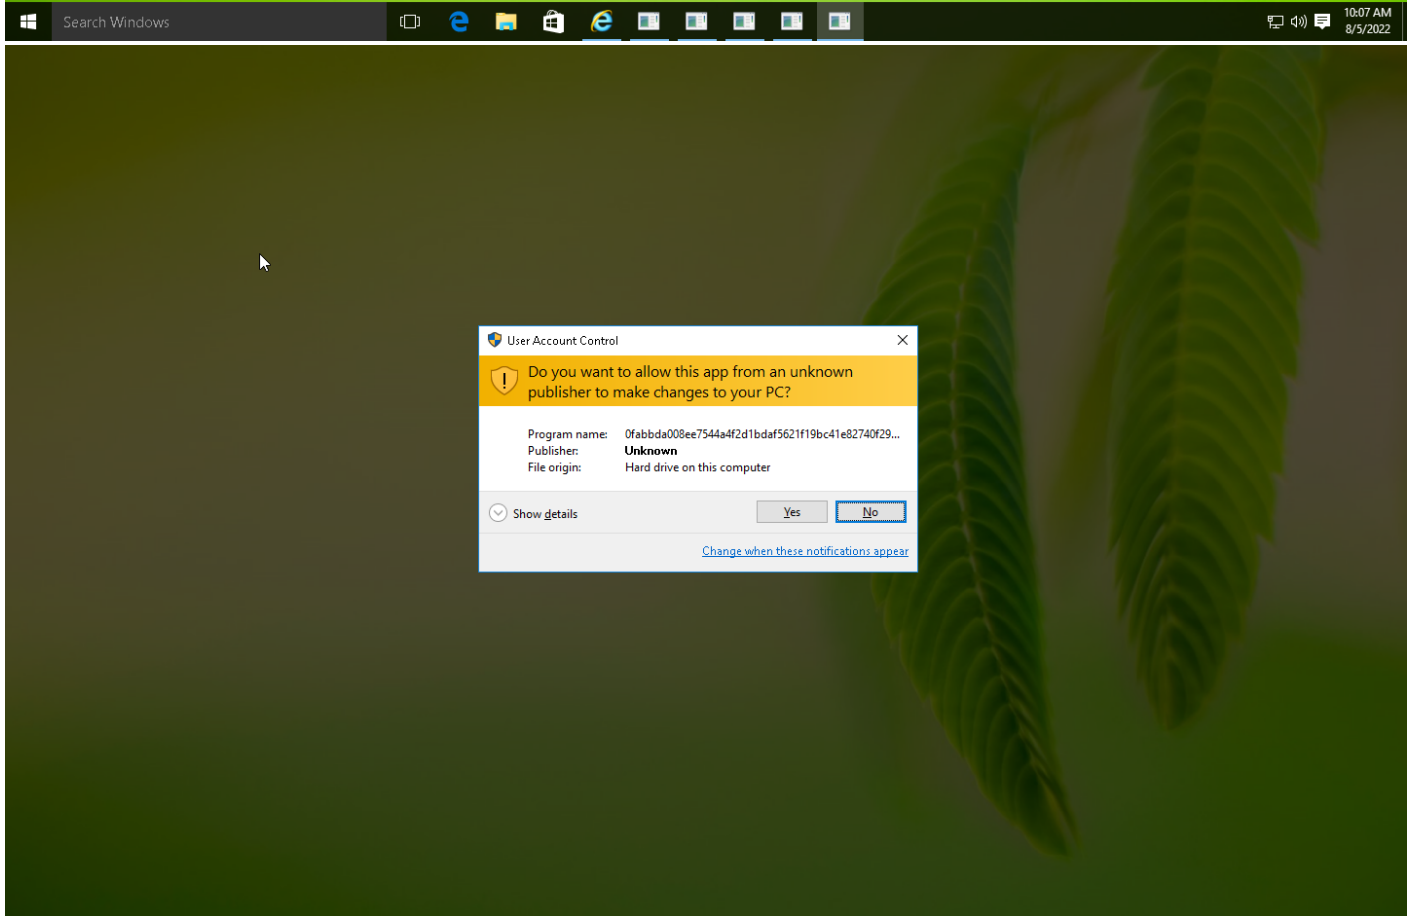 Search Windows
10:07 AM
8/5/2022
User Account Control
Do you want to allow this app from an unknown
publisher to make changes to your PC?
Program name: 0fabbda008ee7544a4f2d1bdaf5621f19bc41e82740f29...
Publisher: Unknown
File origin: Hard drive on this computer
Show details
Yes
No
Change when these notifications appear